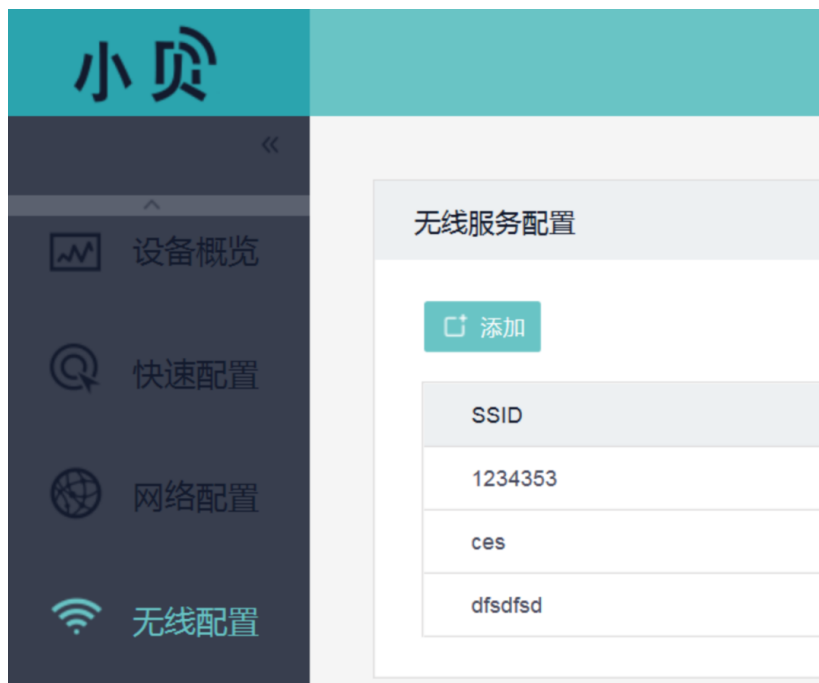 小贝
«
设备概览
快速配置
网络配置
无线配置
无线服务配置
添加
SSID
1234353
ces
dfsdfsd